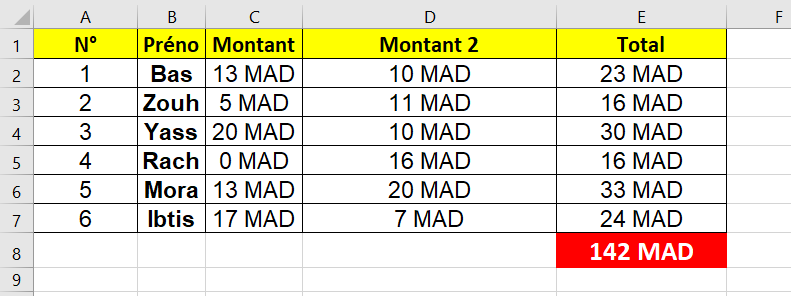 A B C D E F
1 N° Préno Montant Montant 2 Total
2 1 Bas 13 MAD 10 MAD 23 MAD
3 2 Zouh 5 MAD 11 MAD 16 MAD
4 3 Yass 20 MAD 10 MAD 30 MAD
5 4 Rach 0 MAD 16 MAD 16 MAD
6 5 Mora 13 MAD 20 MAD 33 MAD
7 6 Ibtis 17 MAD 7 MAD 24 MAD
8 142 MAD
9